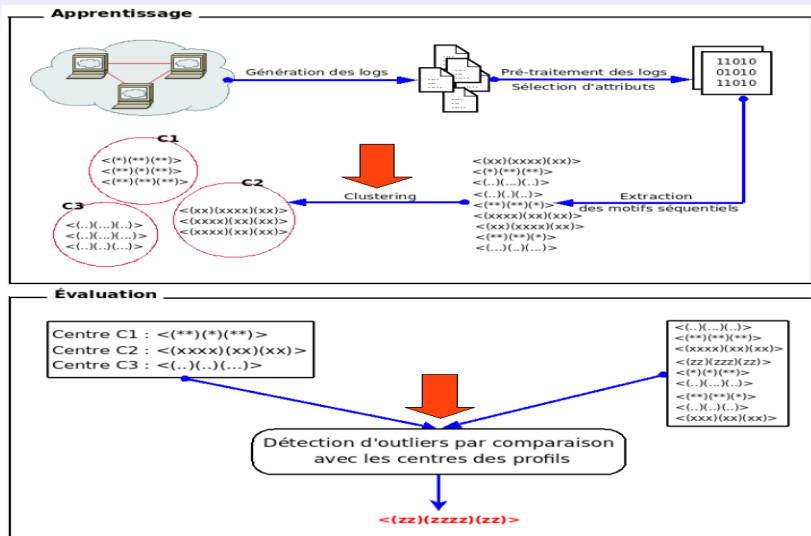 Apprentissage
Génération des logs
Pré-traitement des logs
Sélection d'attributs
11010
01010
11010
C1
<(*)(**)(**)>
<(**)(*)(**)>
<(**)(**)(**)>
C2
<(xx)(xxxx)(xx)>
<(xxx)(xx)(xx)>
<(xxxx)(xx)(xx)>
C3
<(..)(...)(..)>
<(..)(...)(...)>
<(..)(..)(...)>
Clustering
<(xx)(xxxx)(xx)>
<(*)(**)(**)>
<(..)(...)(..)>
<(..)(.)(..)>
<(**)(**)(*)>
<(xxxx)(xx)(xx)>
<(xx)(xxxx)(xx)>
<(**)(**)(*)>
<(...)(..)(...)>
Extraction
des motifs séquentiels
Évaluation
Centre C1 : <(**)(*)(**)>
Centre C2 : <(xxxx)(xx)(xx)>
Centre C3 : <(..)(..)(...)>
<(..)(...)(..)>
<(**)(**)(**)>
<(xxxx)(xx)(xx)>
<(zz)(zzz)(zz)>
<(*)(*)(**)>
<(..)(...)(..)>
<(**)(**)(*)>
<(..)(..)(..)>
<(xxx)(xx)(xx)>
Détection d'outliers par comparaison
avec les centres des profils
<(zz)(zzzz)(zz)>